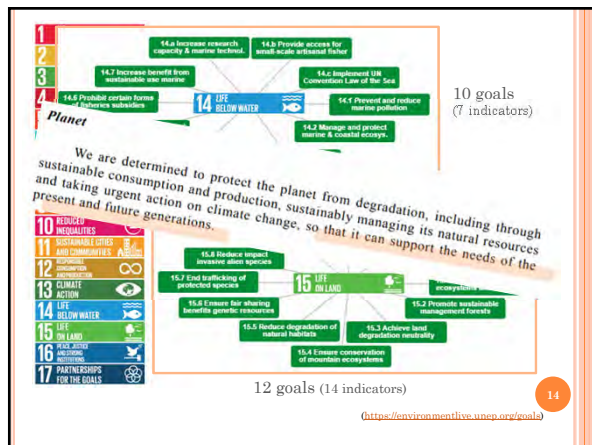 1
2
3
4
14.a Increase research
capacity & marine technol.
14.b Provide access for
small-scale artisanal fisher
14.7 Increase benefit from
sustainable use marine
14.c Implement UN
Convention Law of the Sea
14.6 Prohibit certain forms
of fisheries subsidies
14 LIFE
BELOW WATER
14.1 Prevent and reduce
marine pollution
14.2 Manage and protect
marine & coastal ecosys.
10 goals
(7 indicators)
Planet
We are determined to protect the planet from degradation, including through
sustainable consumption and production, sustainably managing its natural resources
and taking urgent action on climate change, so that it can support the needs of the
present and future generations.
10 REDUCED
INEQUALITIES
11 SUSTAINABLE CITIES
AND COMMUNITIES
12 RESPONSIBLE
CONSUMPTION
AND PRODUCTION
13 CLIMATE
ACTION
14 LIFE
BELOW WATER
15 LIFE
ON LAND
16 PEACE, JUSTICE
AND STRONG
INSTITUTIONS
17 PARTNERSHIPS
FOR THE GOALS
15.8 Reduce impact
invasive alien species
15.7 End trafficking of
protected species
15 LIFE
ON LAND
ecosystems
15.6 Ensure fair sharing
benefits genetic resources
15.2 Promote sustainable
management forests
15.5 Reduce degradation of
natural habitats
15.3 Achieve land
degradation neutrality
15.4 Ensure conservation
of mountain ecosystems
12 goals (14 indicators)
14
(https://environmentlive.unep.org/goals)